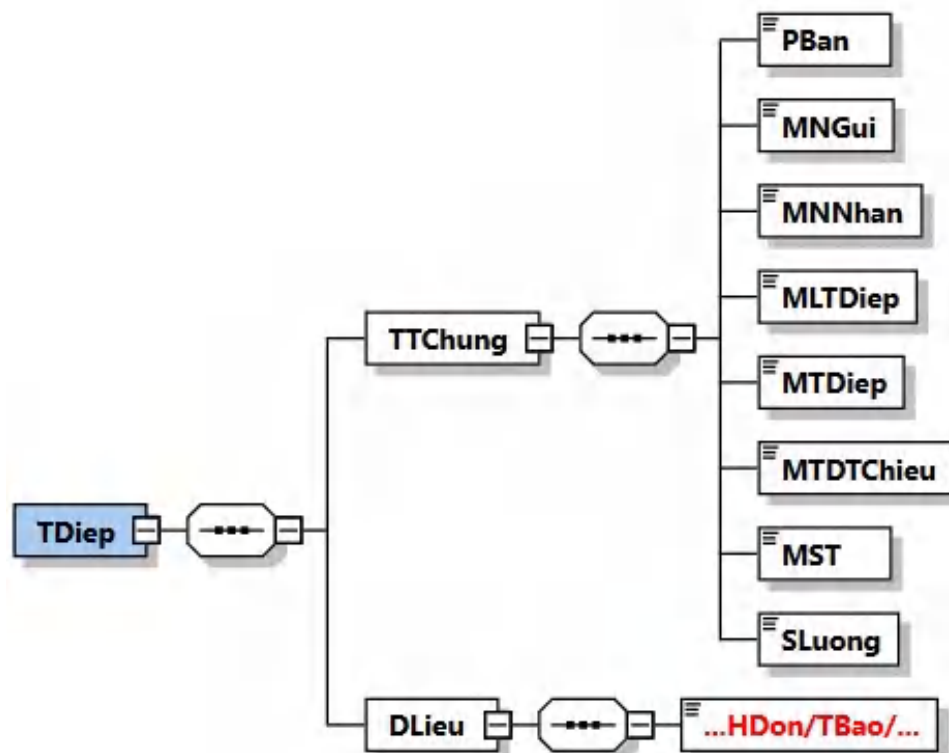 PBan
MNGui
MNNhan
MLTDiep
TTChung
MTDiep
MTDTChieu
TDiep
MST
SLuong
DLieu
...HDon/TBao/...